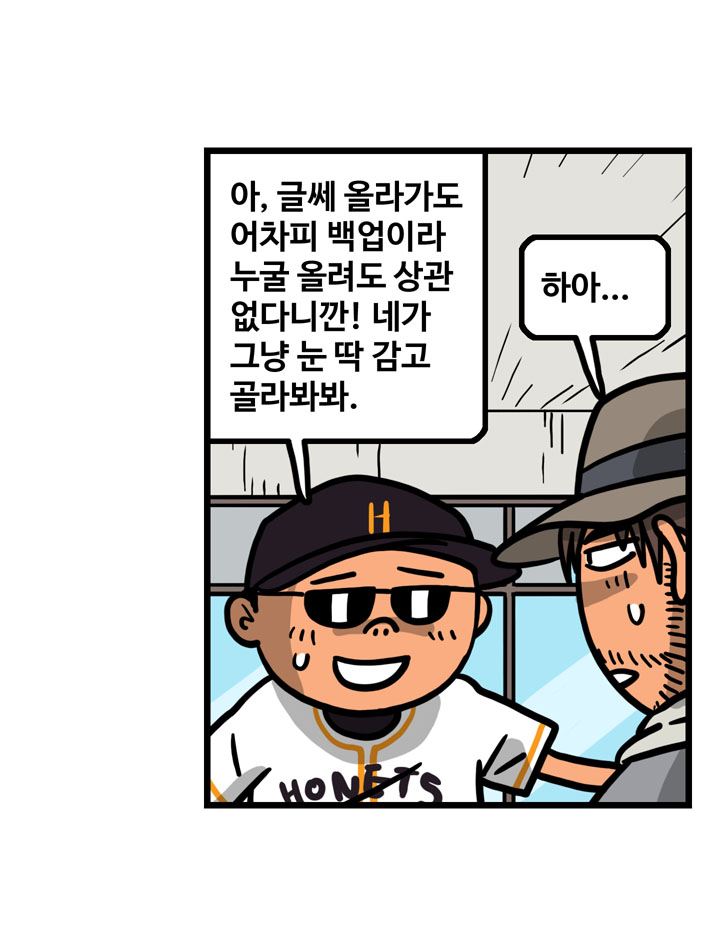 아, 글쎄 올라가도
어차피 백업이라
누굴 올려도 상관
없다니깐! 네가
그냥 눈 딱 감고
골라봐봐.
하아...
H
HONETS